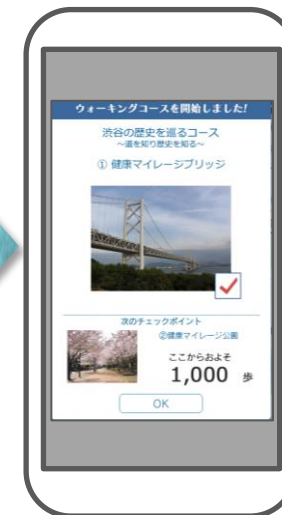 ウォーキングコースを開始しました!
渋谷の歴史を巡るコース
～道を知り歴史を知る～
① 健康マイレージブリッジ
次のチェックポイント
②健康マイレージ公園
ここからおよそ
1,000 歩
OK